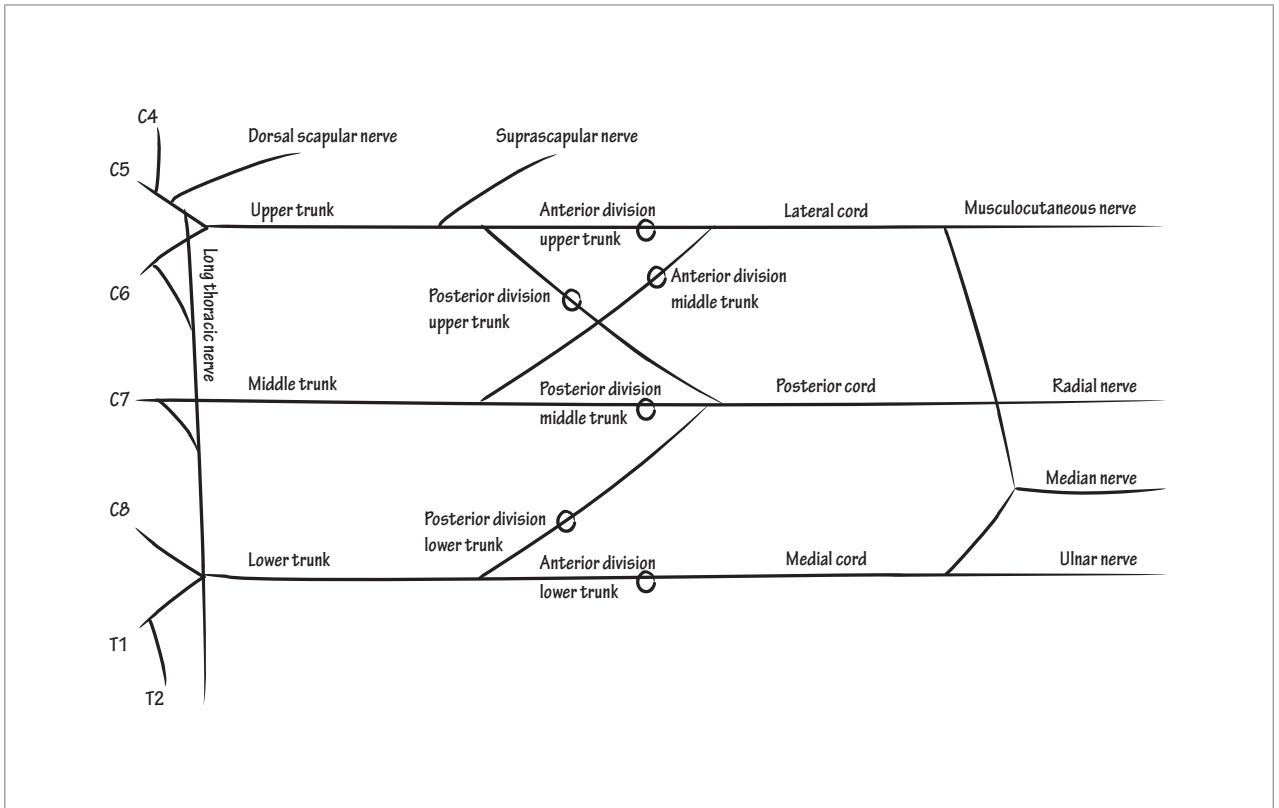 C4
Dorsal scapular nerve
Suprascapular nerve
C5
Upper trunk
Anterior division
upper trunk
Lateral cord
Musculocutaneous nerve
Long thoracic nerve
C6
Posterior division
upper trunk
Anterior division
middle trunk
C7
Middle trunk
Posterior division
middle trunk
Posterior cord
Radial nerve
Median nerve
C8
Posterior division
lower trunk
Lower trunk
Anterior division
lower trunk
Medial cord
Ulnar nerve
T1
T2